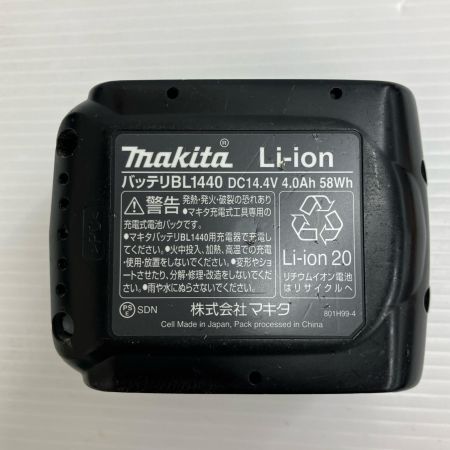 makita® Li-ion
バッテリBL1440 DC14.4V 4.0Ah 58Wh
⚠警告 発熱・発火・破裂の恐れあり
●マキタ充電式工具専用の
充電式電池パックです。
●マキタバッテリBL1440用充電器で充電し
てください。●火中投入、加熱、高温での充電
・使用・放置をしないでください。●変形やショ
ートさせたり、分解・修理・改造をしないでくだ
さい。●雨や水にぬらさないでください。
Li-ion 20
リチウムイオン電池
はリサイクルへ
PSE SDN 株式会社マキタ
Cell Made in Japan, Pack processed in China
801H99-4